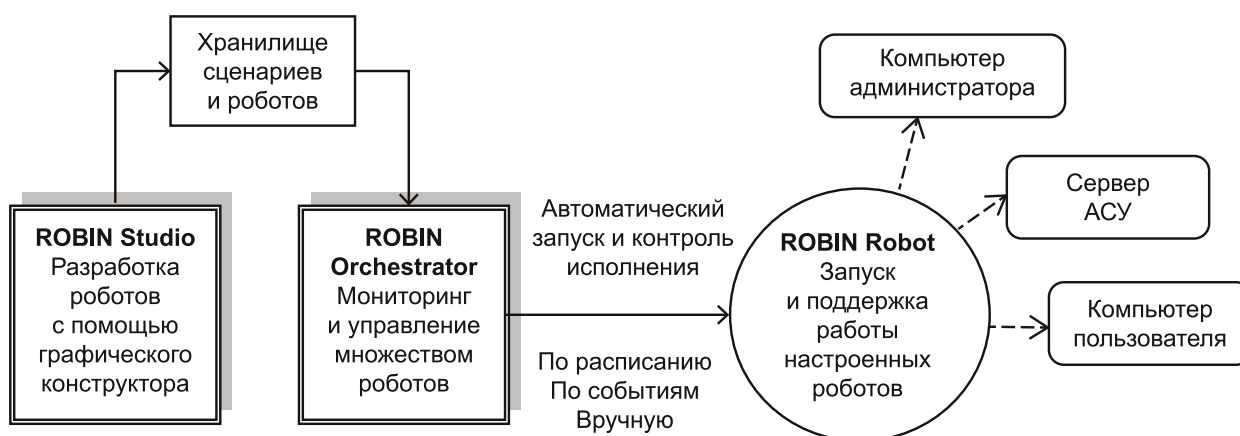 Хранилище
сценариев
и роботов
ROBIN Studio
Разработка
роботов
с помощью
графического
конструктора
ROBIN
Orchestrator
Мониторинг
и управление
множеством
роботов
Автоматический
запуск и контроль
исполнения
По расписанию
По событиям
Вручную
ROBIN Robot
Запуск
и поддержка
работы
настроенных
роботов
Компьютер
администратора
Сервер
АСУ
Компьютер
пользователя